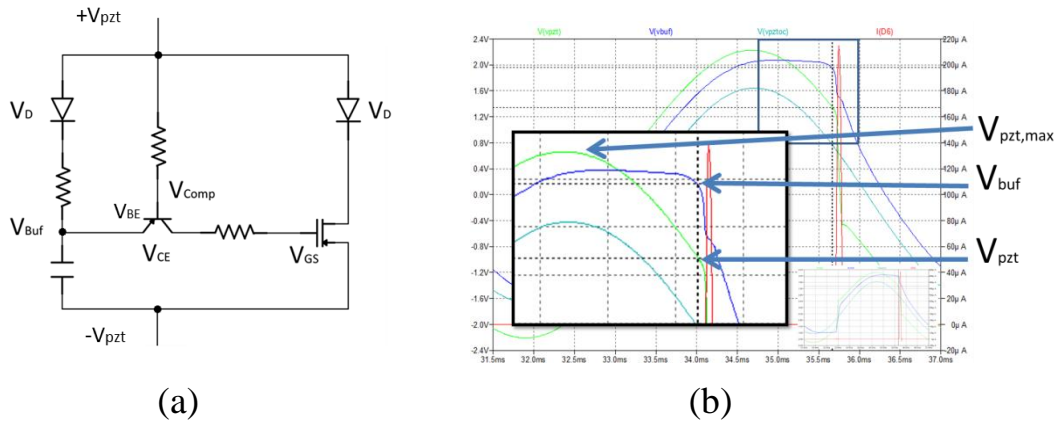 +Vpzt
VD
VD
VComp
VBE
VBuf
VCE
VGS
-Vpzt
(a)
V(vpzt) V(vbuf) V(vpztoc) I(D6)
2.4V 220µA
2.0V 200µA
1.6V 180µA
1.2V 160µA
0.8V 140µA
0.4V 120µA
0.0V 100µA
-0.4V 80µA
-0.8V 60µA
-1.2V 40µA
-1.6V 20µA
-2.0V 0µA
-2.4V -20µA
31.5ms 32.0ms 32.5ms 33.0ms 33.5ms 34.0ms 34.5ms 35.0ms 35.5ms 36.0ms 36.5ms 37.0ms
Vpzt,max
Vbuf
Vpzt
(b)